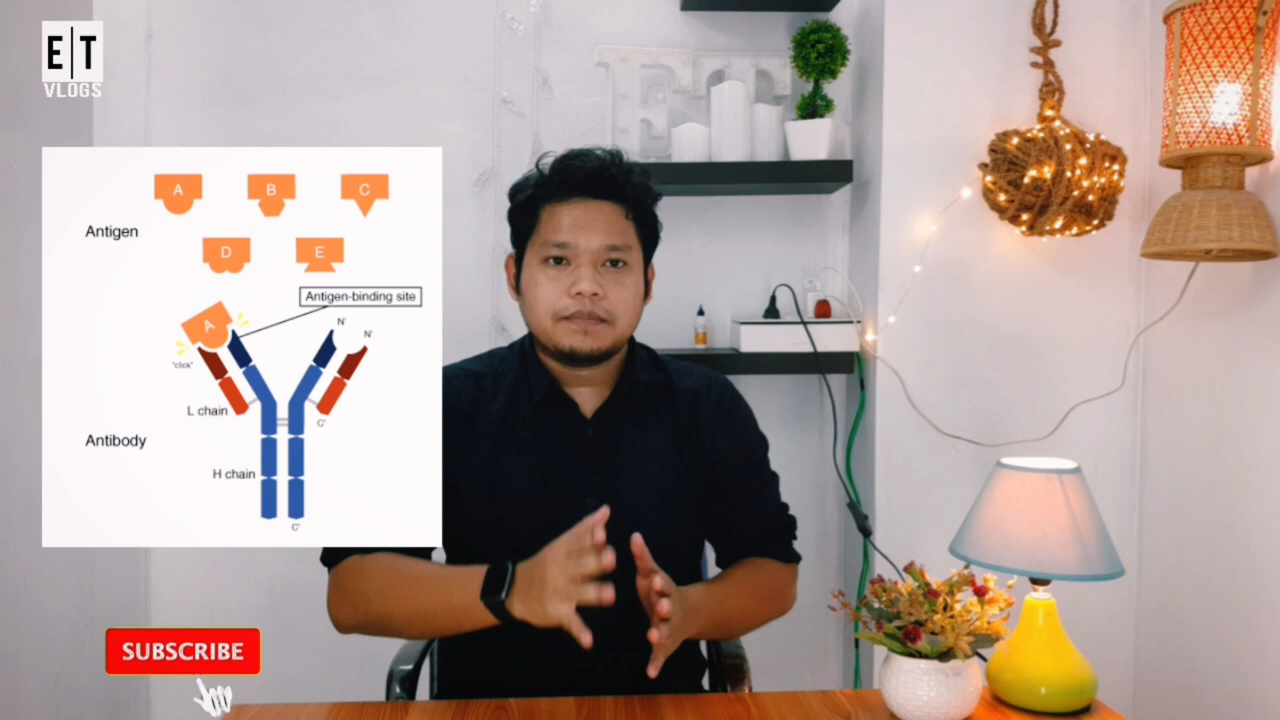 E|T
VLOGS
A
B
C
Antigen
D
E
Antigen-binding site
A
N'
N'
"click"
L chain
C'
Antibody
H chain
C'
SUBSCRIBE